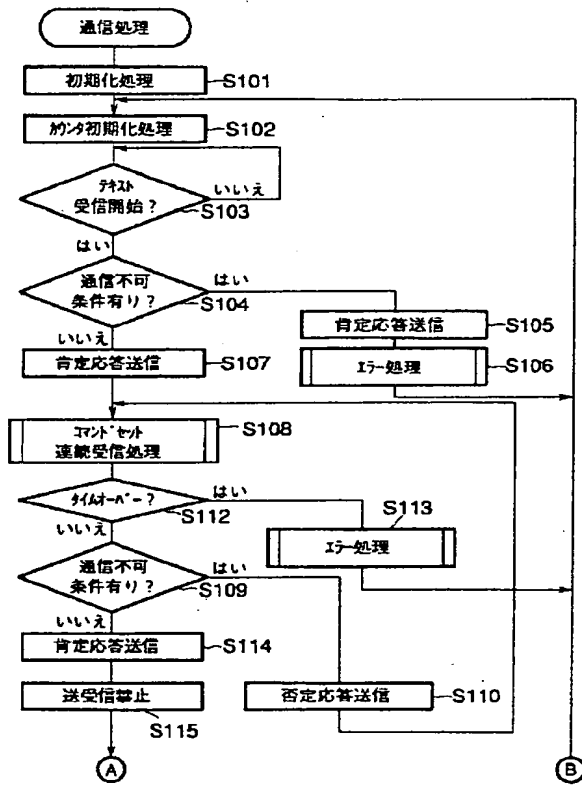 通信処理
初期化処理
S101
カウンタ初期化処理
S102
テキスト
受信開始?
いいえ
S103
はい
通信不可
条件有り?
はい
S104
いいえ
肯定応答送信
S105
肯定応答送信
S107
エラー処理
S106
コマンドセット
連続受信処理
S108
タイムオーバー?
はい
S112
いいえ
S113
エラー処理
通信不可
条件有り?
はい
S109
いいえ
肯定応答送信
S114
送受信禁止
S115
否定応答送信
S110
A
B